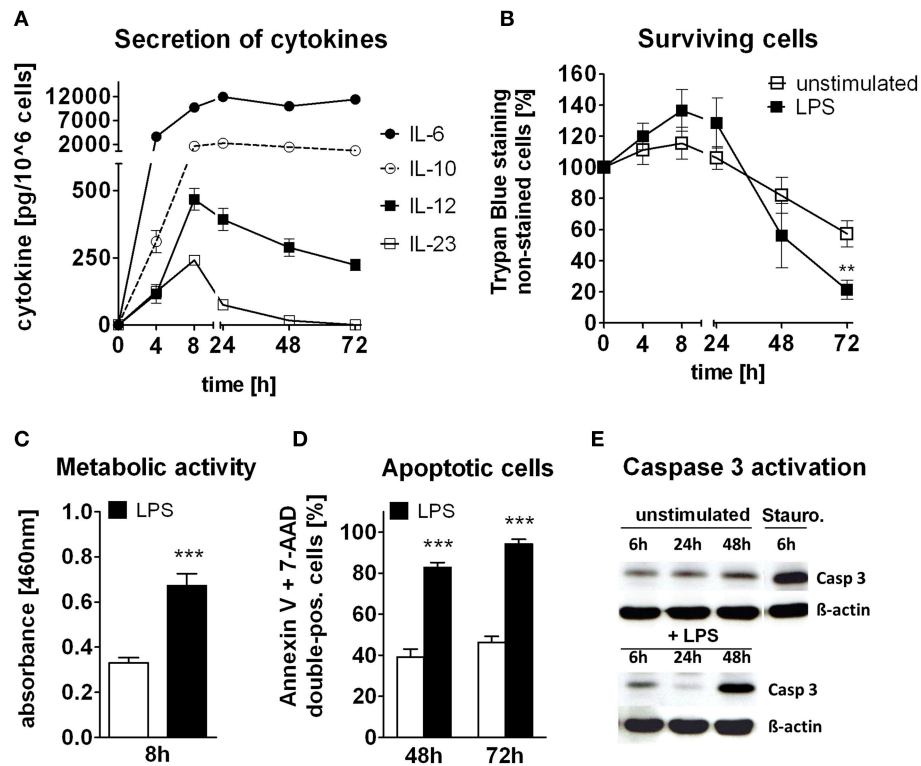 A
Secretion of cytokines
cytokine [pg/10^6 cells]
12000
7000
2000
500
250
0
0 4 8 24 48 72
time [h]
IL-6
IL-10
IL-12
IL-23
B
Surviving cells
Trypan Blue staining
non-stained cells [%]
160
140
120
100
80
60
40
20
0
0 4 8 24 48 72
time [h]
unstimulated
LPS
**
C
Metabolic activity
absorbance [460nm]
1.0
0.8
0.6
0.4
0.2
0.0
LPS
***
8h
D
Apoptotic cells
Annexin V + 7-AAD
double-pos. cells [%]
100
80
60
40
20
0
LPS
***
***
48h 72h
E
Caspase 3 activation
unstimulated Stauro.
6h 24h 48h 6h
Casp 3
ß-actin
+ LPS
6h 24h 48h
Casp 3
ß-actin